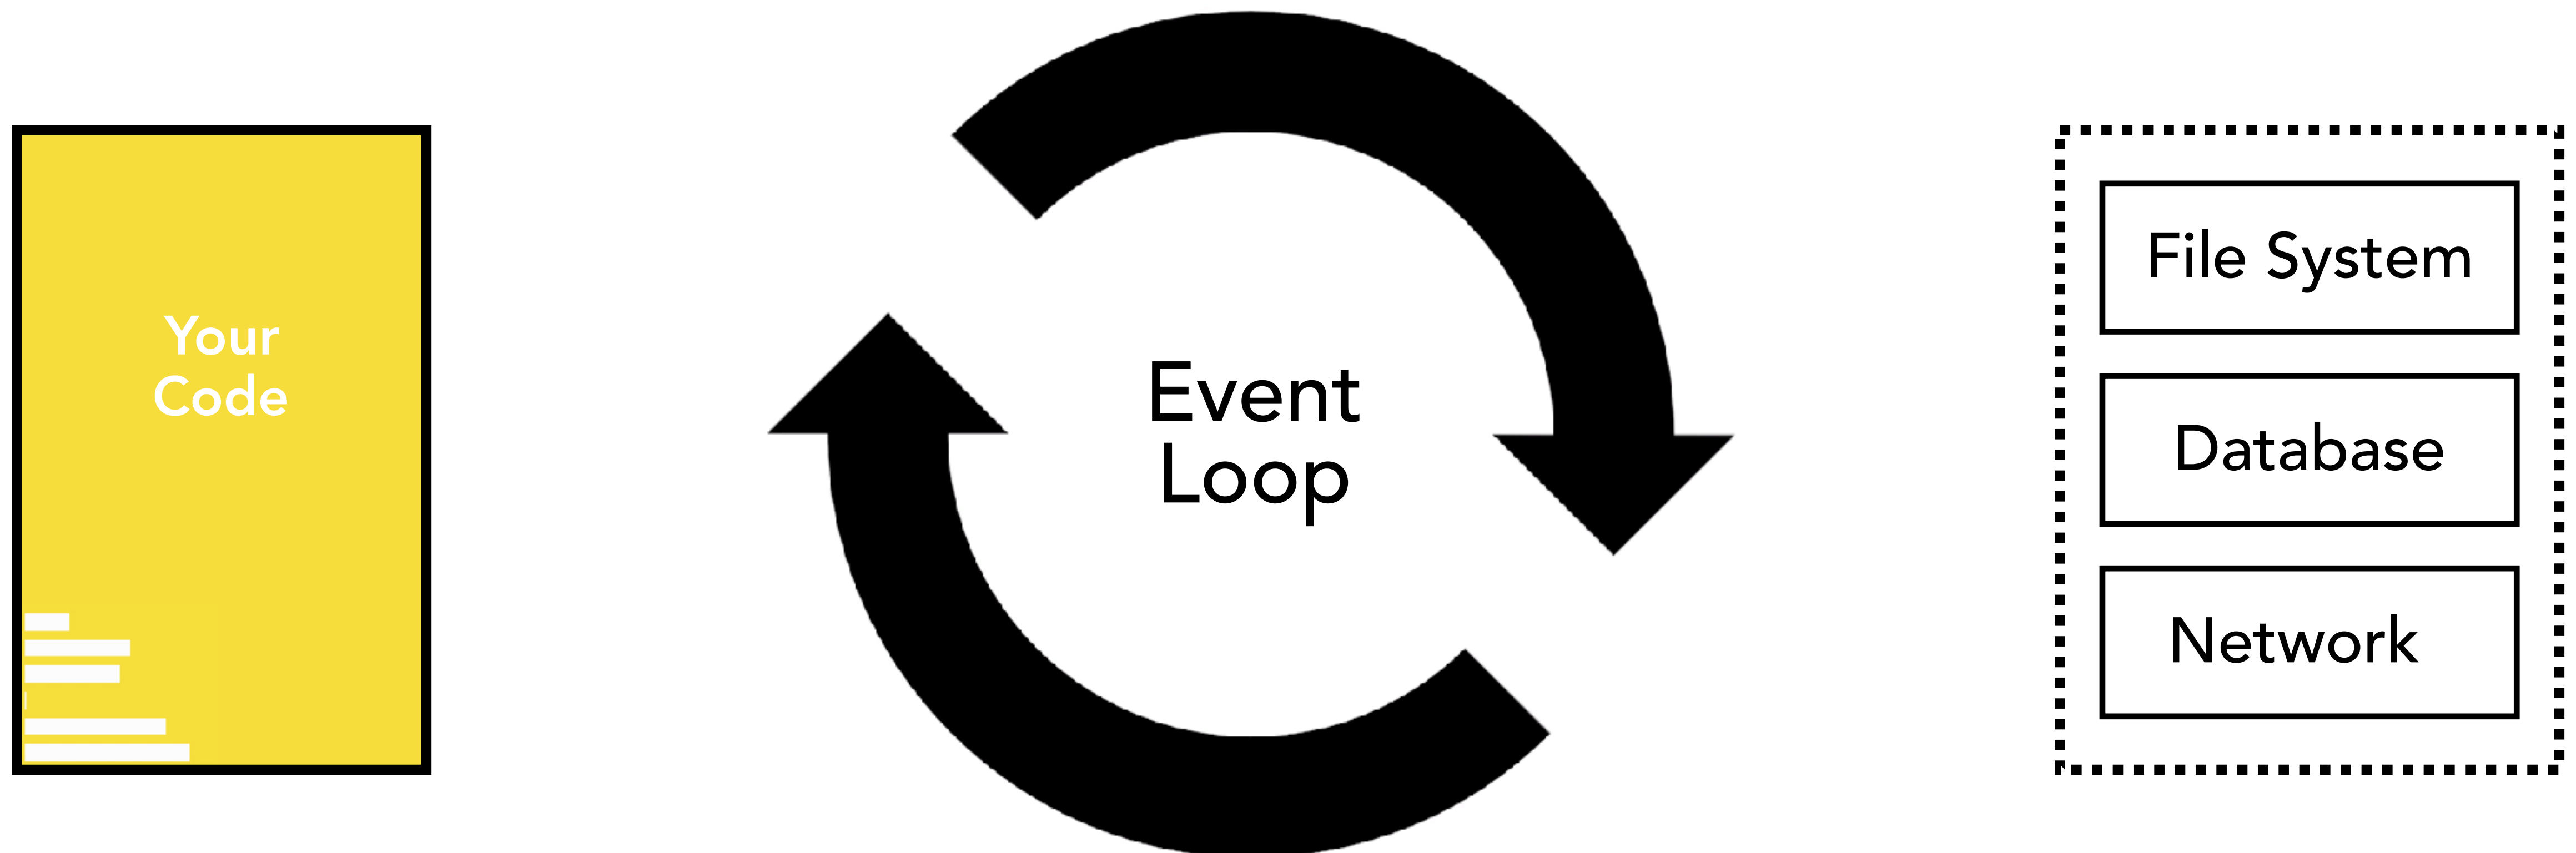 Your
Code
Event
Loop
File System
Database
Network